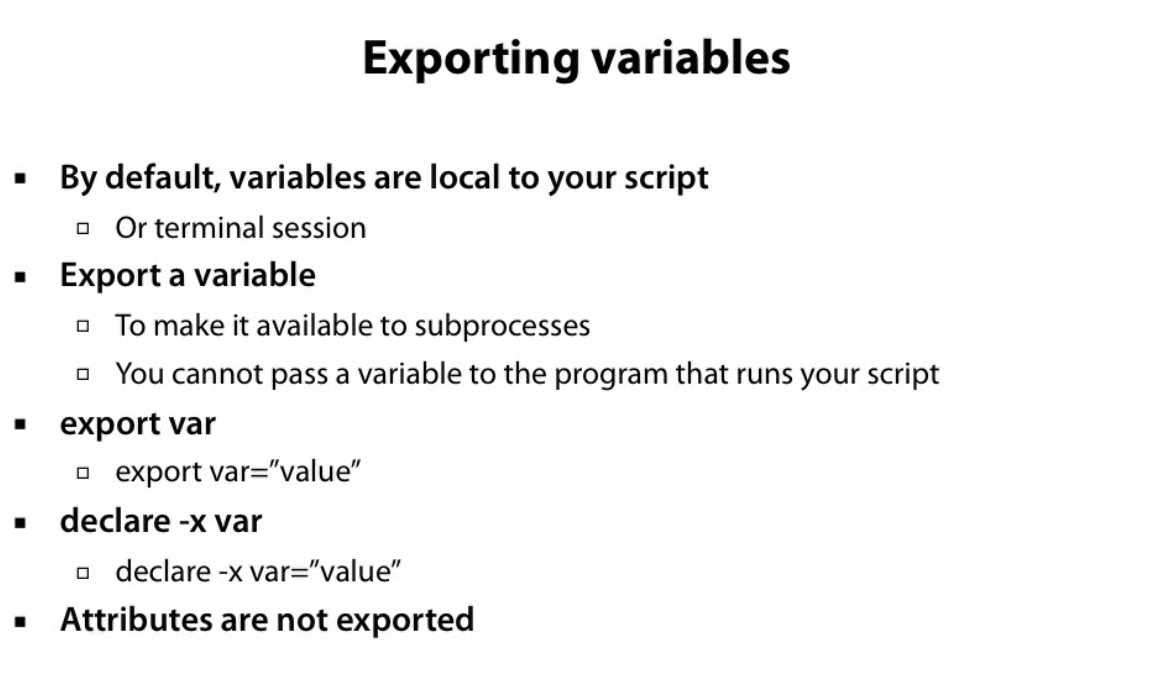 Exporting variables
By default, variables are local to your script
Or terminal session
Export a variable
To make it available to subprocesses
You cannot pass a variable to the program that runs your script
export var
export var=”value”
declare -x var
declare -x var=”value”
Attributes are not exported